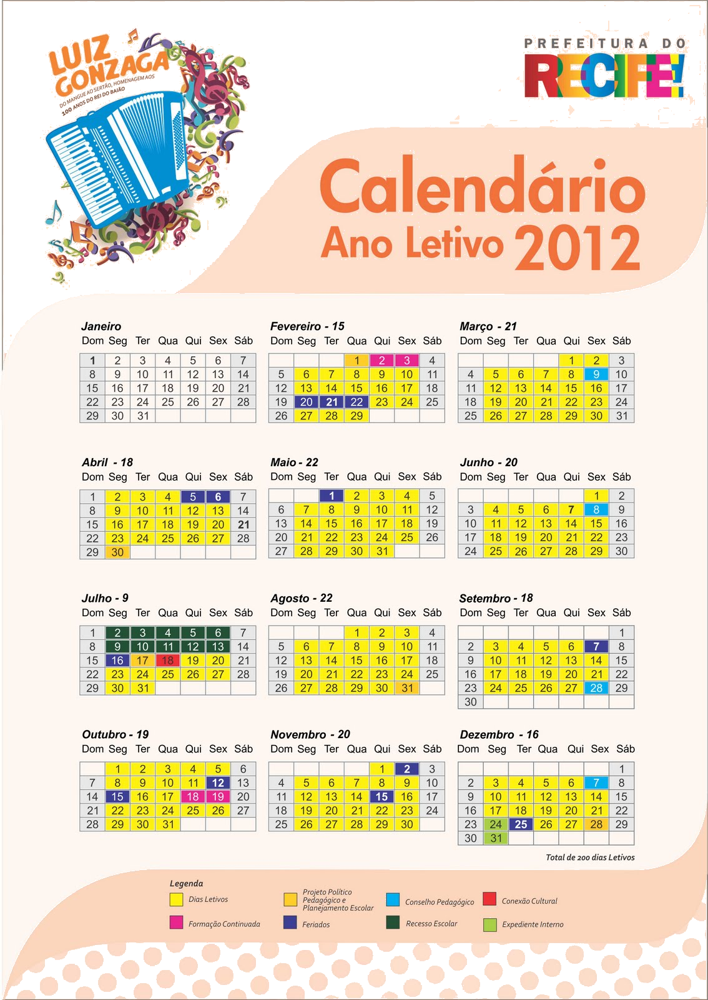 LUIZ
GONZAGA
DO MANGUE AO SERTÃO, HOMENAGEM AOS
100 ANOS DO REI DO BAIÃO
PREFEITURA DO
RECIFE!
Calendário
Ano Letivo 2012
Janeiro
Dom Seg Ter Qua Qui Sex Sáb
1 2 3 4 5 6 7
8 9 10 11 12 13 14
15 16 17 18 19 20 21
22 23 24 25 26 27 28
29 30 31
Fevereiro - 15
Dom Seg Ter Qua Qui Sex Sáb
1 2 3 4
5 6 7 8 9 10 11
12 13 14 15 16 17 18
19 20 21 22 23 24 25
26 27 28 29
Março - 21
Dom Seg Ter Qua Qui Sex Sáb
1 2 3
4 5 6 7 8 9 10
11 12 13 14 15 16 17
18 19 20 21 22 23 24
25 26 27 28 29 30 31
Abril - 18
Dom Seg Ter Qua Qui Sex Sáb
1 2 3 4 5 6 7
8 9 10 11 12 13 14
15 16 17 18 19 20 21
22 23 24 25 26 27 28
29 30
Maio - 22
Dom Seg Ter Qua Qui Sex Sáb
1 2 3 4 5
6 7 8 9 10 11 12
13 14 15 16 17 18 19
20 21 22 23 24 25 26
27 28 29 30 31
Junho - 20
Dom Seg Ter Qua Qui Sex Sáb
1 2
3 4 5 6 7 8 9
10 11 12 13 14 15 16
17 18 19 20 21 22 23
24 25 26 27 28 29 30
Julho - 9
Dom Seg Ter Qua Qui Sex Sáb
1 2 3 4 5 6 7
8 9 10 11 12 13 14
15 16 17 18 19 20 21
22 23 24 25 26 27 28
29 30 31
Agosto - 22
Dom Seg Ter Qua Qui Sex Sáb
1 2 3 4
5 6 7 8 9 10 11
12 13 14 15 16 17 18
19 20 21 22 23 24 25
26 27 28 29 30 31
Setembro - 18
Dom Seg Ter Qua Qui Sex Sáb
1
2 3 4 5 6 7 8
9 10 11 12 13 14 15
16 17 18 19 20 21 22
23 24 25 26 27 28 29
30
Outubro - 19
Dom Seg Ter Qua Qui Sex Sáb
1 2 3 4 5 6
7 8 9 10 11 12 13
14 15 16 17 18 19 20
21 22 23 24 25 26 27
28 29 30 31
Novembro - 20
Dom Seg Ter Qua Qui Sex Sáb
1 2 3
4 5 6 7 8 9 10
11 12 13 14 15 16 17
18 19 20 21 22 23 24
25 26 27 28 29 30
Dezembro - 16
Dom Seg Ter Qua Qui Sex Sáb
1
2 3 4 5 6 7 8
9 10 11 12 13 14 15
16 17 18 19 20 21 22
23 24 25 26 27 28 29
30 31
Total de 200 dias Letivos
Legenda
Dias Letivos
Projeto Político
Pedagógico e
Planejamento Escolar
Conselho Pedagógico
Conexão Cultural
Formação Continuada
Feriados
Recesso Escolar
Expediente Interno